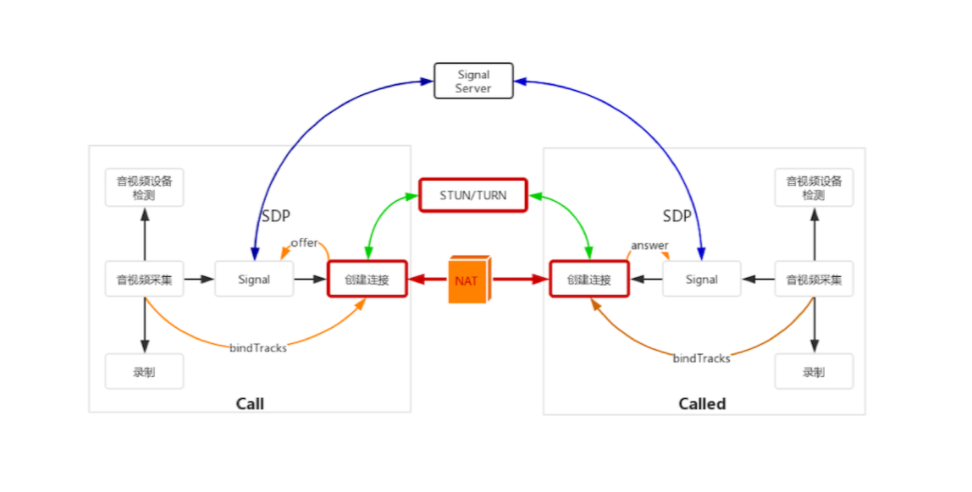 Signal
Server
音视频设备
检测
STUN/TURN
音视频设备
检测
SDP
SDP
offer
answer
音视频采集
Signal
创建连接
NAT
创建连接
Signal
音视频采集
bindTracks
bindTracks
录制
录制
Call
Called